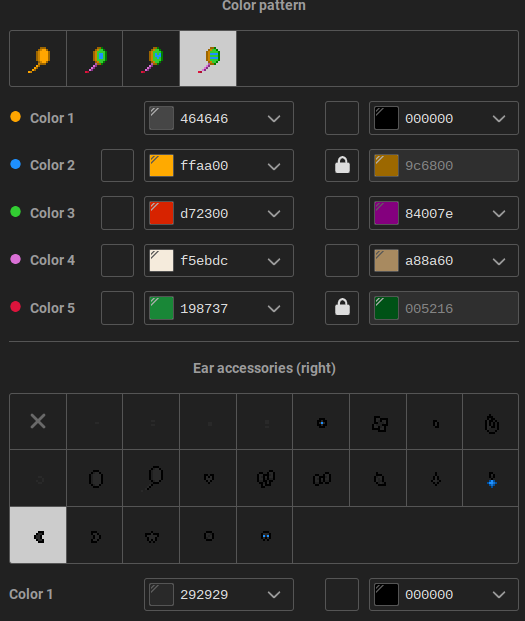 Color pattern
Color 1 464646 000000
Color 2 ffaa00 9c6800
Color 3 d72300 84007e
Color 4 f5ebdc a88a60
Color 5 198737 005216
Ear accessories (right)
Color 1 292929 000000